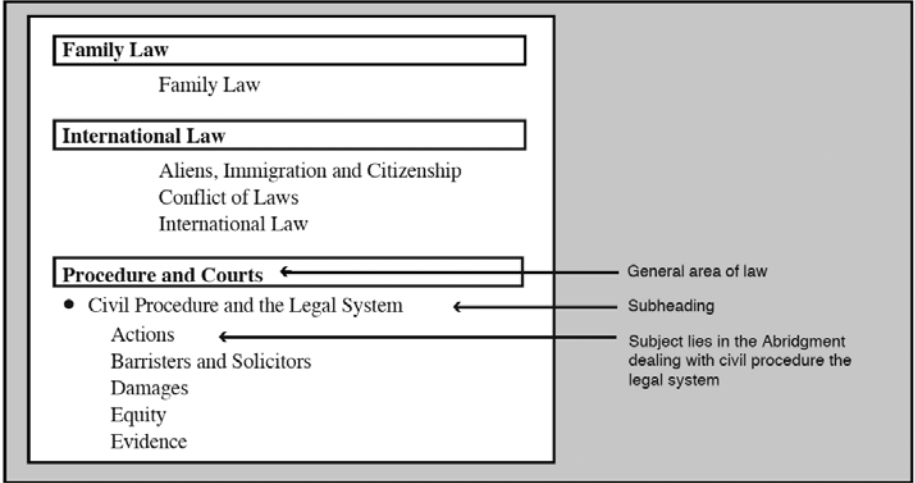 Family Law
Family Law
International Law
Aliens, Immigration and Citizenship
Conflict of Laws
International Law
Procedure and Courts
General area of law
• Civil Procedure and the Legal System
Subheading
Actions
Subject lies in the Abridgment
dealing with civil procedure the
legal system
Barristers and Solicitors
Damages
Equity
Evidence